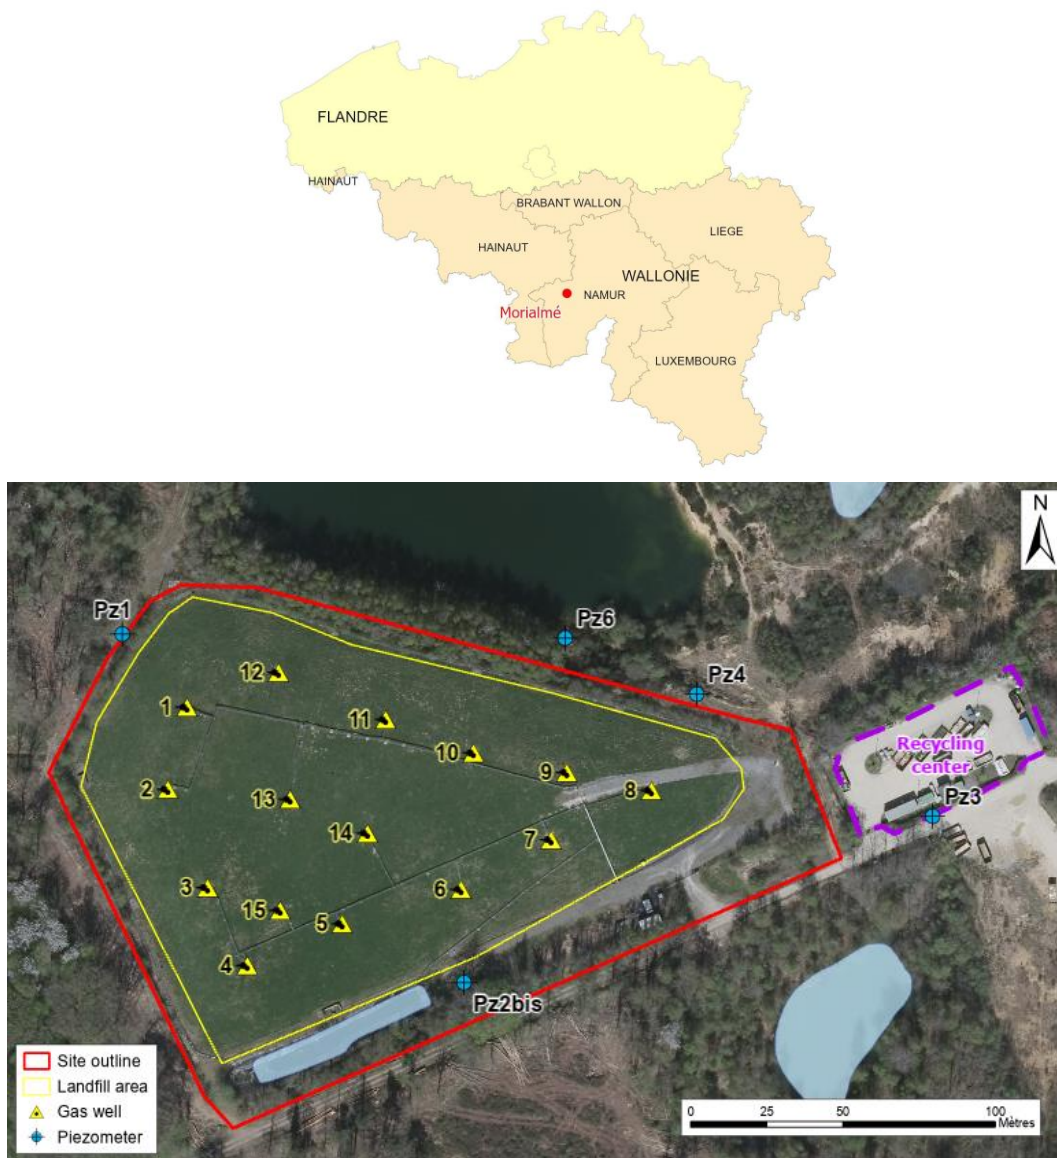 FLANDRE
HAINAUT
BRABANT WALLON
HAINAUT
LIEGE
WALLONIE
NAMUR
Morialmé
LUXEMBOURG
N
Pz1
Pz6
Pz4
12
1
11
10
Recycling
center
9
8
2
13
Pz3
14
7
3
6
15
5
4
Pz2bis
Site outline
Landfill area
Gas well
Piezometer
0 25 50 100
Mètres